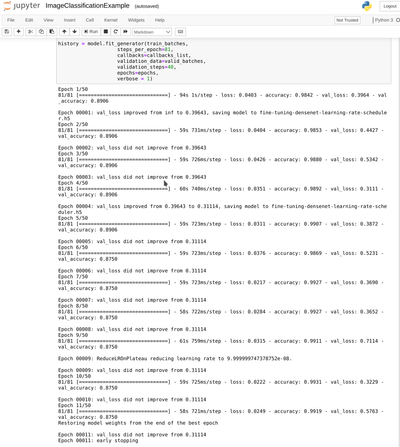 jupyter ImageClassificationExample (autosaved)
Logout
File Edit View Insert Cell Kernel Widgets Help
Not Trusted
Python 3
Run
Markdown
history = model.fit_generator(train_batches,
steps_per_epoch=81,
callbacks=callbacks_list,
validation_data=valid_batches,
validation_steps=40,
epochs=epochs,
verbose = 1)
Epoch 1/50
81/81 [==============================] - 94s 1s/step - loss: 0.0403 - accuracy: 0.9842 - val_loss: 0.3964 - val
_accuracy: 0.8906
Epoch 00001: val_loss improved from inf to 0.39643, saving model to fine-tuning-densenet-learning-rate-schedule
r.h5
Epoch 2/50
81/81 [==============================] - 59s 731ms/step - loss: 0.0404 - accuracy: 0.9853 - val_loss: 0.4427 -
val_accuracy: 0.8906
Epoch 00002: val_loss did not improve from 0.39643
Epoch 3/50
81/81 [==============================] - 59s 726ms/step - loss: 0.0426 - accuracy: 0.9880 - val_loss: 0.5342 -
val_accuracy: 0.8906
Epoch 00003: val_loss did not improve from 0.39643
Epoch 4/50
81/81 [==============================] - 60s 740ms/step - loss: 0.0351 - accuracy: 0.9892 - val_loss: 0.3111 -
val_accuracy: 0.8906
Epoch 00004: val_loss improved from 0.39643 to 0.31114, saving model to fine-tuning-densenet-learning-rate-sche
duler.h5
Epoch 5/50
81/81 [==============================] - 59s 723ms/step - loss: 0.0311 - accuracy: 0.9907 - val_loss: 0.3872 -
val_accuracy: 0.8906
Epoch 00005: val_loss did not improve from 0.31114
Epoch 6/50
81/81 [==============================] - 59s 723ms/step - loss: 0.0376 - accuracy: 0.9869 - val_loss: 0.5231 -
val_accuracy: 0.8750
Epoch 00006: val_loss did not improve from 0.31114
Epoch 7/50
81/81 [==============================] - 59s 723ms/step - loss: 0.0217 - accuracy: 0.9927 - val_loss: 0.3690 -
val_accuracy: 0.8750
Epoch 00007: val_loss did not improve from 0.31114
Epoch 8/50
81/81 [==============================] - 58s 722ms/step - loss: 0.0284 - accuracy: 0.9927 - val_loss: 0.3652 -
val_accuracy: 0.8750
Epoch 00008: val_loss did not improve from 0.31114
Epoch 9/50
81/81 [==============================] - 61s 759ms/step - loss: 0.0315 - accuracy: 0.9911 - val_loss: 0.7114 -
val_accuracy: 0.8750
Epoch 00009: ReduceLROnPlateau reducing learning rate to 9.999999747378752e-08.
Epoch 00009: val_loss did not improve from 0.31114
Epoch 10/50
81/81 [==============================] - 59s 725ms/step - loss: 0.0222 - accuracy: 0.9931 - val_loss: 0.3229 -
val_accuracy: 0.8750
Epoch 00010: val_loss did not improve from 0.31114
Epoch 11/50
81/81 [==============================] - 58s 721ms/step - loss: 0.0249 - accuracy: 0.9919 - val_loss: 0.5763 -
val_accuracy: 0.8750
Restoring model weights from the end of the best epoch
Epoch 00011: val_loss did not improve from 0.31114
Epoch 00011: early stopping